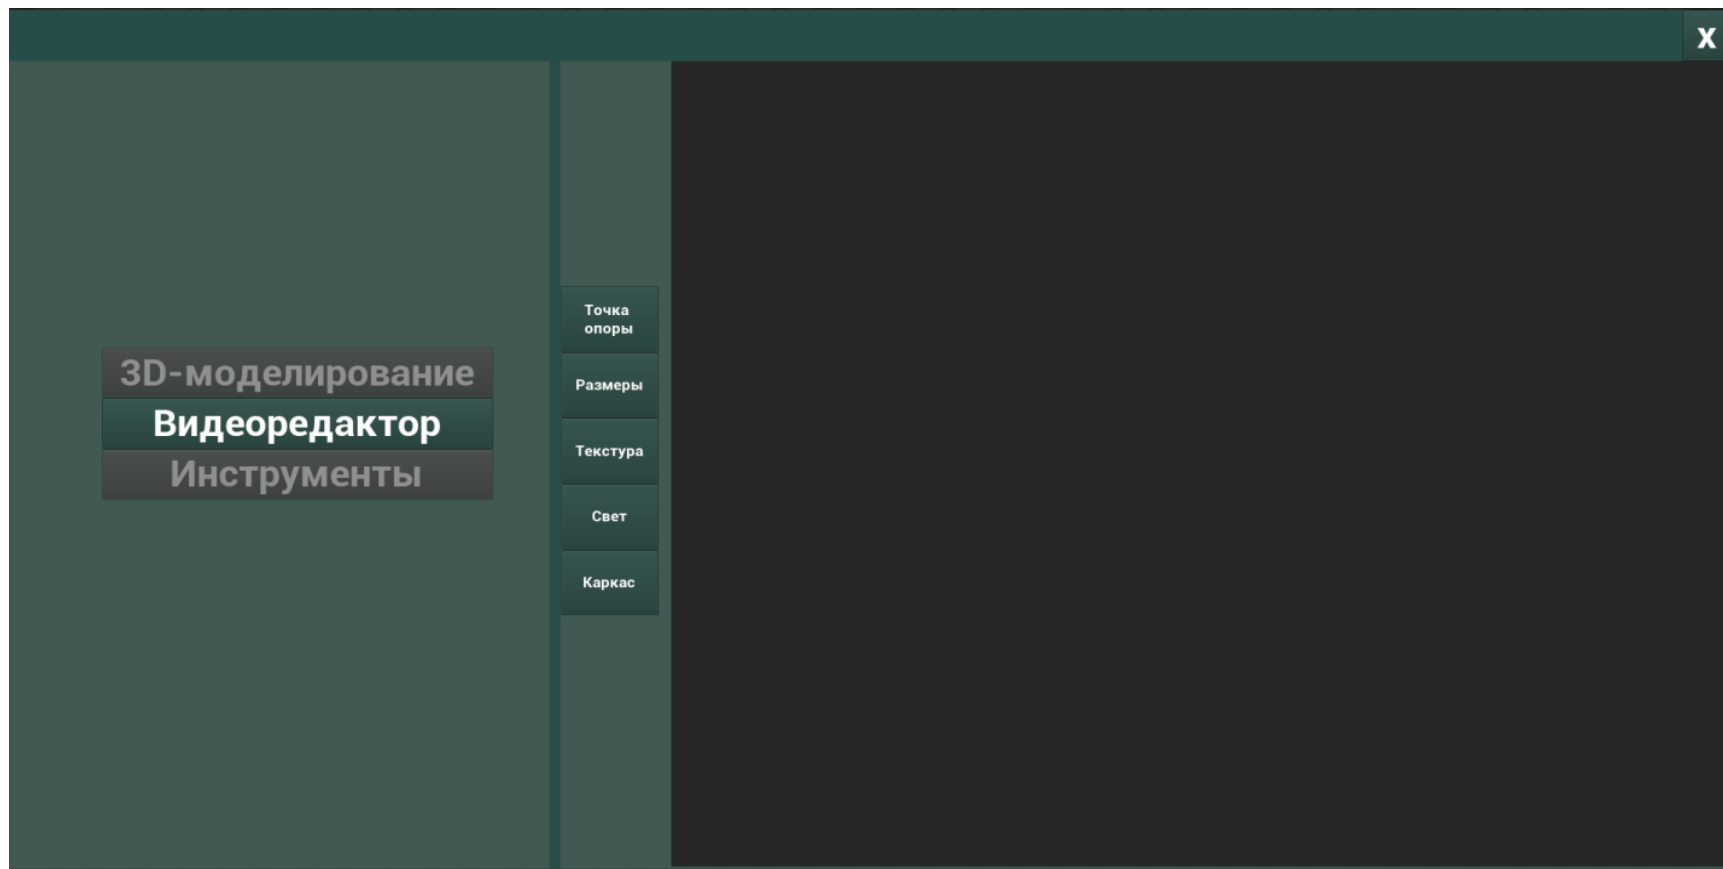 X
3D-моделирование
Видеоредактор
Инструменты
Точка
опоры
Размеры
Текстура
Свет
Каркас